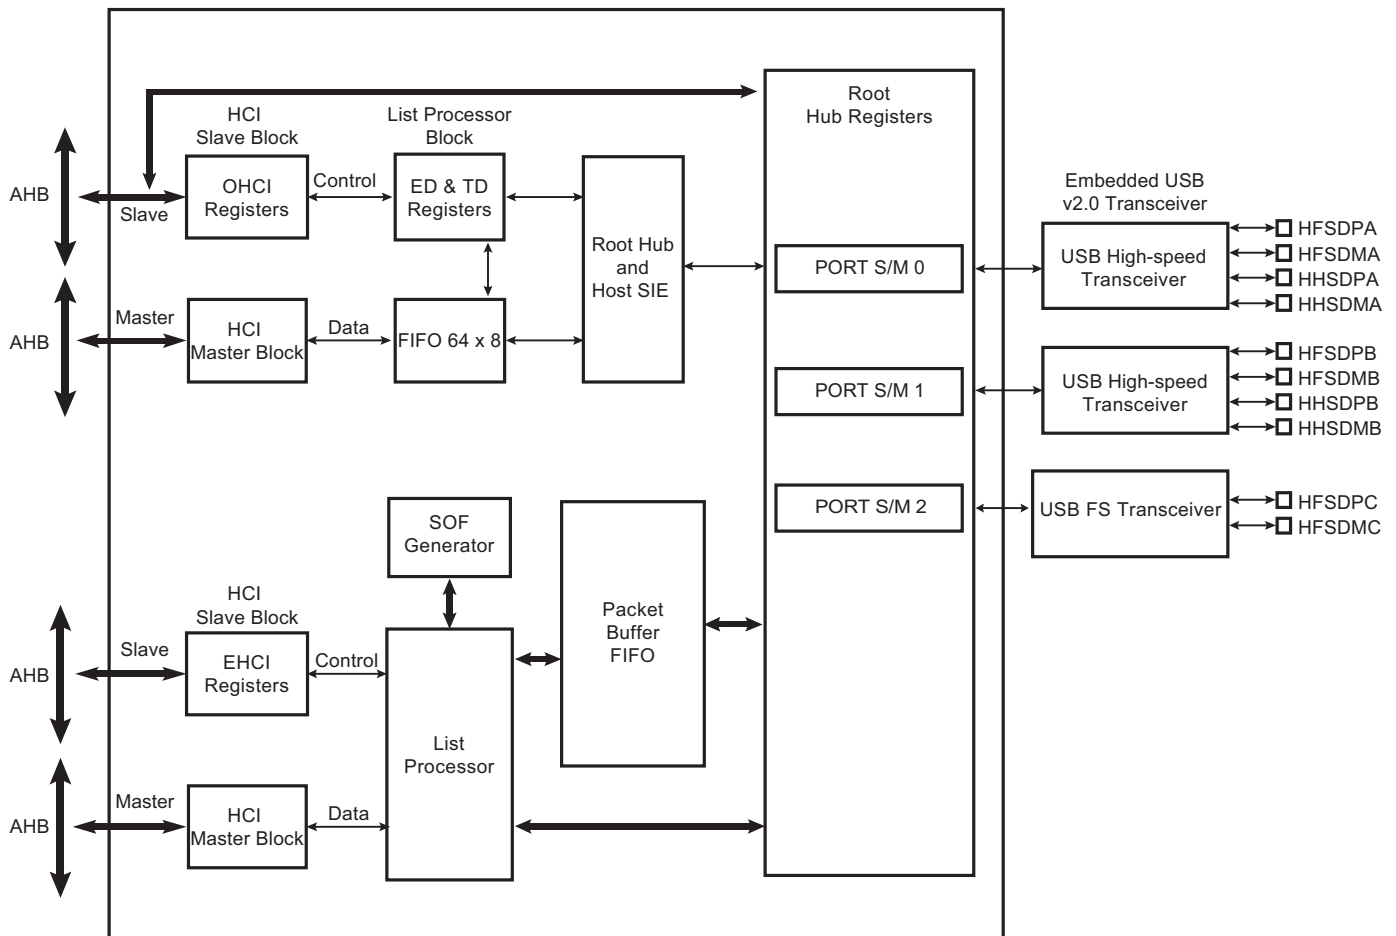 Root
Hub Registers
HCI
Slave Block
List Processor
Block
AHB
Slave
OHCI
Registers
Control
ED & TD
Registers
Root Hub
and
Host SIE
AHB
Master
HCI
Master Block
Data
FIFO 64 x 8
PORT S/M 0
PORT S/M 1
PORT S/M 2
Embedded USB
v2.0 Transceiver
USB High-speed
Transceiver
HFSDPA
HFSDMA
HHSDPA
HHSDMA
USB High-speed
Transceiver
HFSDPB
HFSDMB
HHSDPB
HHSDMB
USB FS Transceiver
HFSDPC
HFSDMC
SOF
Generator
Packet
Buffer
FIFO
HCI
Slave Block
AHB
Slave
EHCI
Registers
Control
List
Processor
AHB
Master
HCI
Master Block
Data